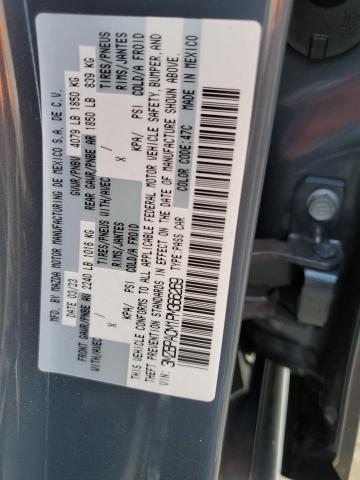 MFG. BY MAZDA MOTOR MANUFACTURING DE MEXICO S.A. DE C.V.
DATE 03/23 GVWR/PNBV 4079 LB 1850 KG
FRONT GAWR/PNBE AV 2240 LB 1016 KG REAR GAWR/PNBE AR 1850 LB 839 KG
WITH/AVEC TIRES/PNEUS WITH/AVEC TIRES/PNEUS
X RIMS/JANTES X RIMS/JANTES
KPA/ PSI COLD/A FROID KPA/ PSI COLD/A FROID
THIS VEHICLE CONFORMS TO ALL APPLICABLE FEDERAL MOTOR VEHICLE SAFETY, BUMPER, AND
THEFT PREVENTION STANDARDS IN EFFECT ON THE DATE OF MANUFACTURE SHOWN ABOVE.
VIN: TYPE:PASS CAR COLOR CODE: 47C MADE IN MEXICO